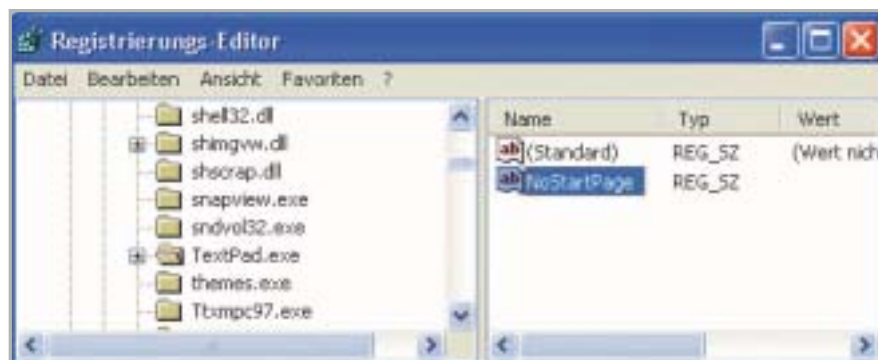 Registrierungs-Editor
Datei Bearbeiten Ansicht Favoriten ?
shell32.dll
shimgvw.dll
shscrap.dll
snapview.exe
sndvol32.exe
TextPad.exe
themes.exe
Ttxmpc97.exe
Name Typ Wert
(Standard) REG_SZ (Wert nich
NoStartPage REG_SZ